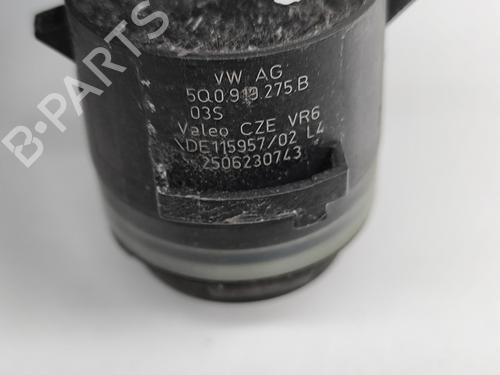 VW AG
5Q0.919.275.B
03S
Valeo CZE VR6
DE115957/02 L4
2506230743
B-PARTS